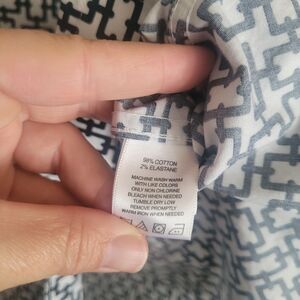 98% COTTON
2% ELASTANE
MACHINE WASH WARM
WITH LIKE COLORS
ONLY NON CHLORINE
BLEACH WHEN NEEDED
TUMBLE DRY LOW
REMOVE PROMPTLY
WARM IRON WHEN NEEDED